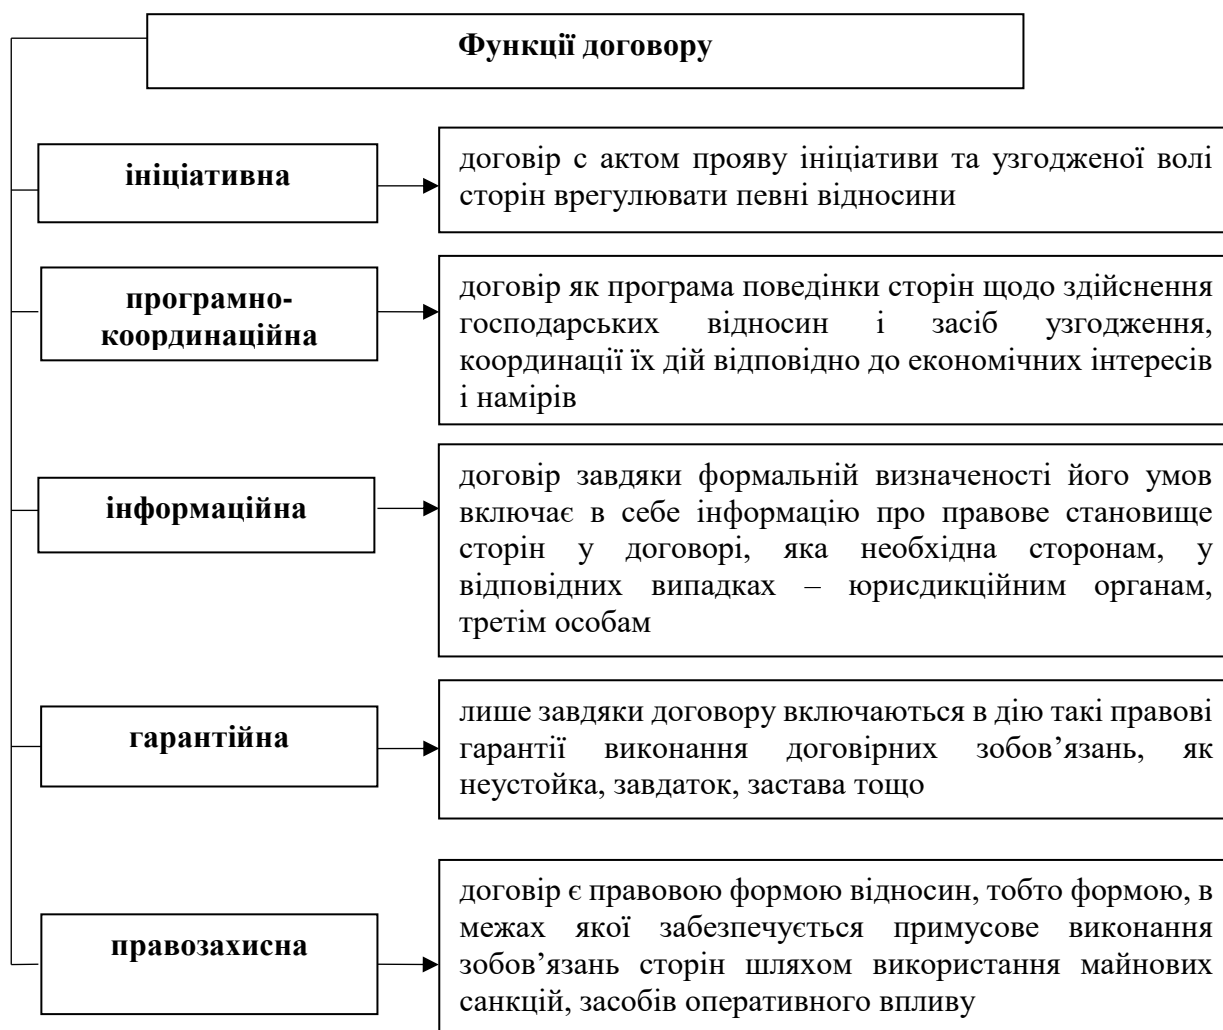 Функції договору
ініціативна
договір с актом прояву ініціативи та узгодженої волі
сторін врегулювати певні відносини
програмно-
координаційна
договір як програма поведінки сторін щодо здійснення
господарських відносин і засіб узгодження,
координації їх дій відповідно до економічних інтересів
і намірів
інформаційна
договір завдяки формальній визначеності його умов
включає в себе інформацію про правове становище
сторін у договорі, яка необхідна сторонам, у
відповідних випадках – юрисдикційним органам,
третім особам
гарантійна
лише завдяки договору включаються в дію такі правові
гарантії виконання договірних зобов’язань, як
неустойка, завдаток, застава тощо
правозахисна
договір є правовою формою відносин, тобто формою, в
межах якої забезпечується примусове виконання
зобов’язань сторін шляхом використання майнових
санкцій, засобів оперативного впливу